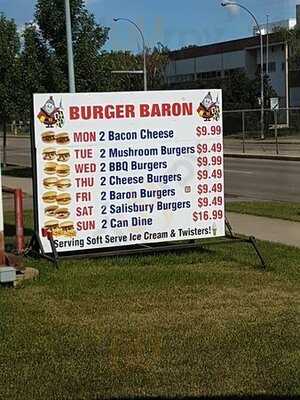 BURGER BARON
MON 2 Bacon Cheese $9.99
TUE 2 Mushroom Burgers $9.49
WED 2 BBQ Burgers $9.49
THU 2 Cheese Burgers $9.49
FRI 2 Baron Burgers $9.49
SAT 2 Salisbury Burgers $9.49
SUN 2 Can Dine $16.99
Serving Soft Serve Ice Cream & Twisters!